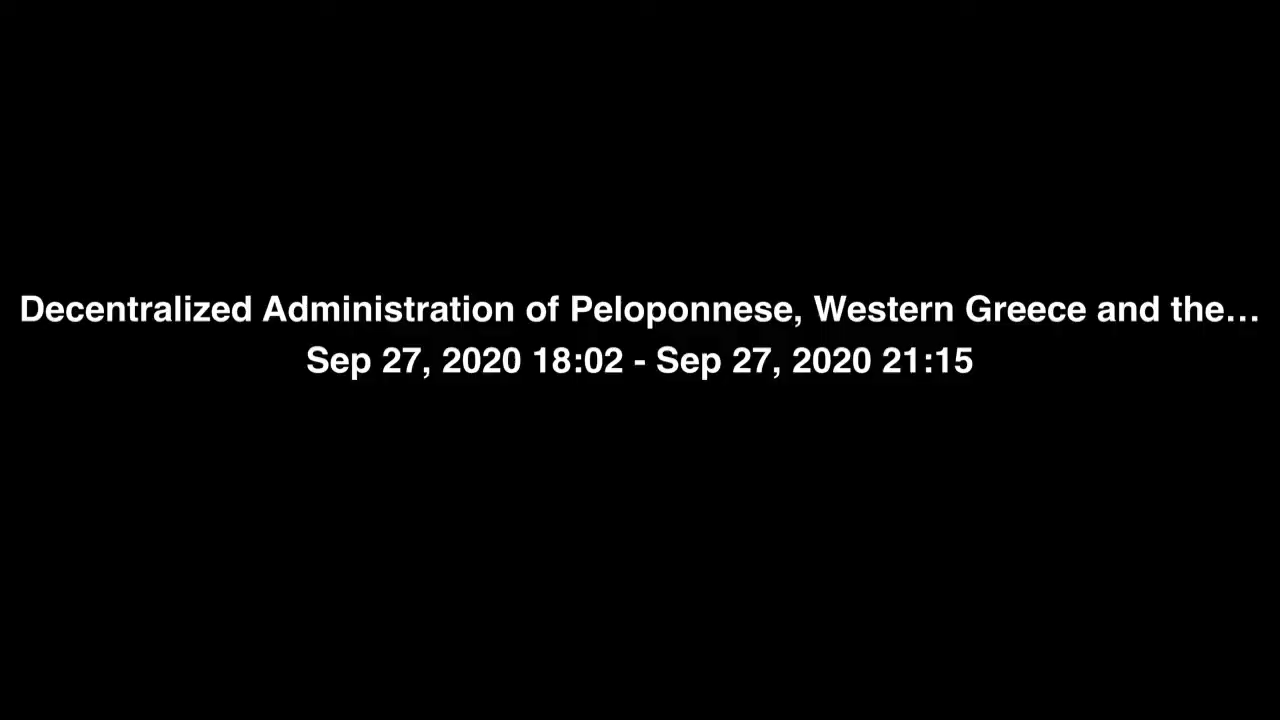 Decentralized Administration of Peloponnese, Western Greece and the…
Sep 27, 2020 18:02 - Sep 27, 2020 21:15